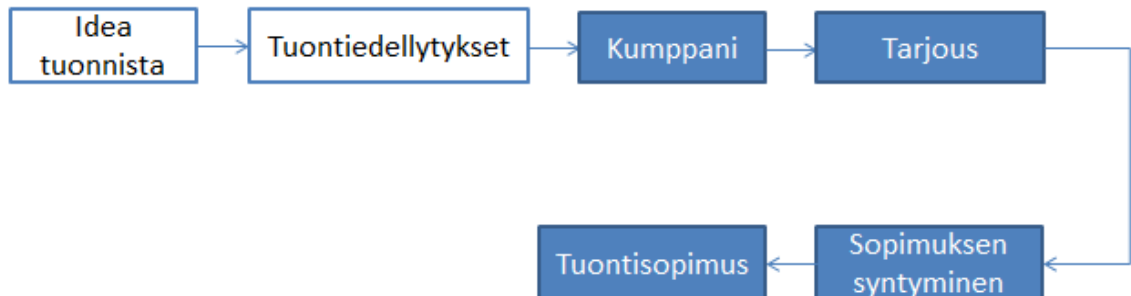 Idea
tuonnista
Tuontiedellytykset
Kumppani
Tarjous
Sopimuksen
syntyminen
Tuontisopimus